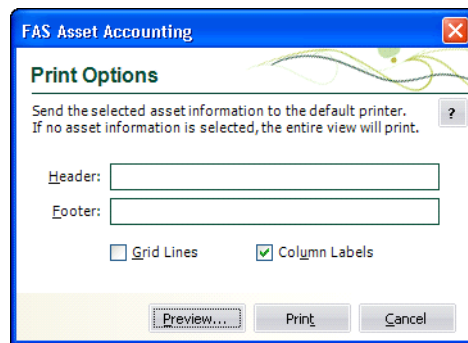 FAS Asset Accounting
Print Options
Send the selected asset information to the default printer.
If no asset information is selected, the entire view will print.
?
Header:
Footer:
Grid Lines
Column Labels
Preview...
Print
Cancel